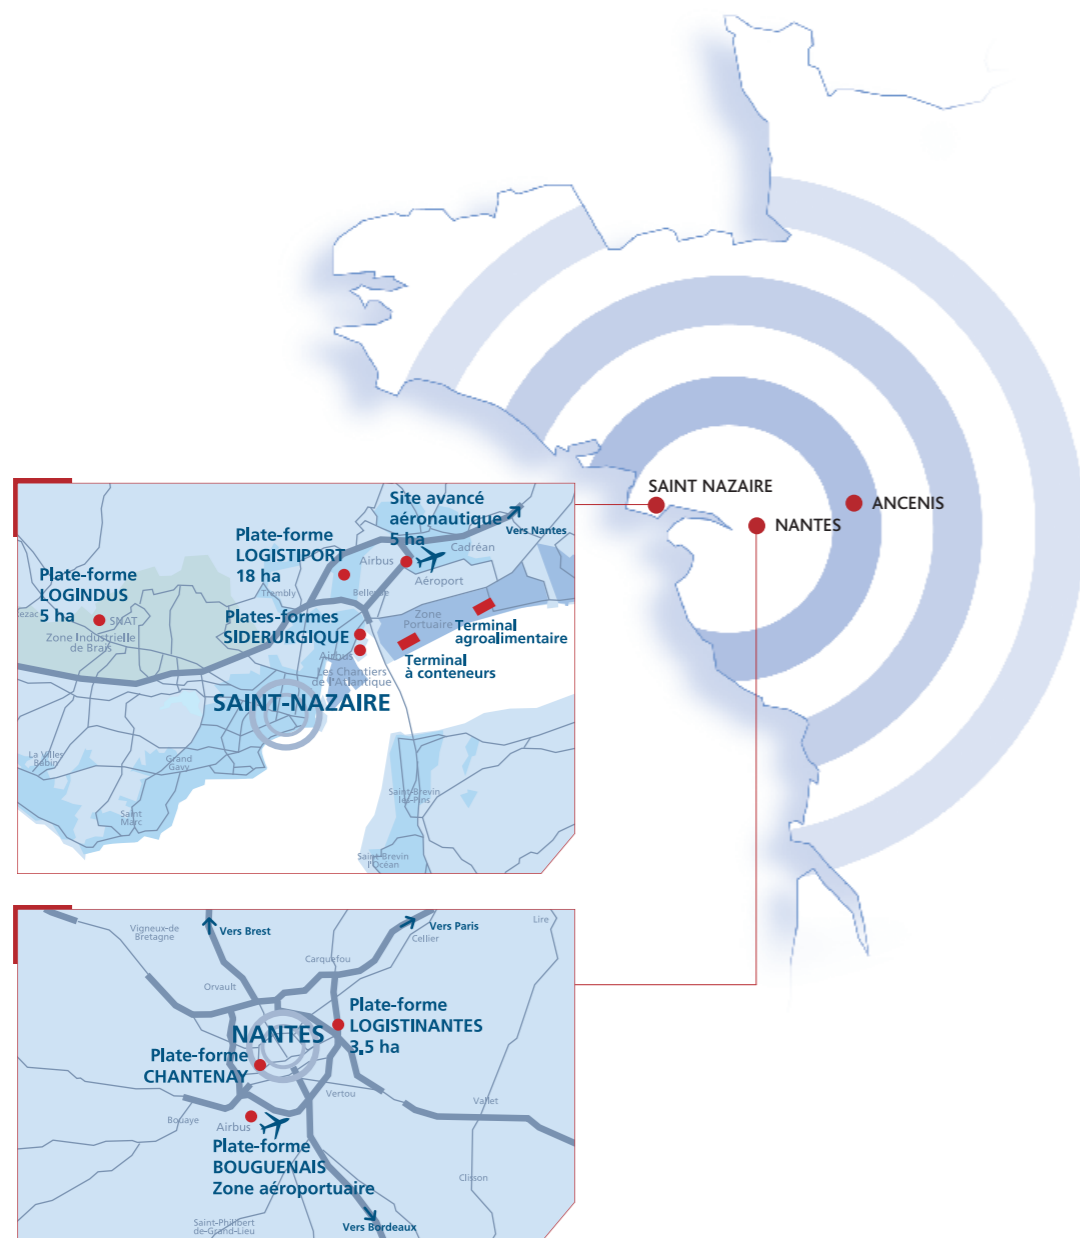 SAINT NAZAIRE
ANCENIS
NANTES
Site avancé
aéronautique
5 ha
Vers Nantes
Cadréan
Plate-forme
LOGISTIPORT
18 ha
Airbus
Aéroport
Plate-forme
LOGINDUS
5 ha
SNAT
Zone Industrielle
de Brais
Trembly
Plates-formes
SIDERURGIQUE
Zone
Portuaire
Terminal
agroalimentaire
Airbus
Terminal
à conteneurs
Les Chantiers
de l'Atlantique
SAINT-NAZAIRE
La Villes
Babin
Grand
Gavy
Saint
Marc
Saint-Brevin
les-Pins
Saint-Brevin
l'Océan
Vigneux-de
Bretagne
Vers Brest
Vers Paris
Cellier
Lire
Carquefou
Orvault
Plate-forme
LOGISTINANTES
3,5 ha
NANTES
Plate-forme
CHANTENAY
Vertou
Vallet
Bouaye
Airbus
Plate-forme
BOUGUENAIS
Zone aéroportuaire
Clisson
Saint-Philibert
de-Grand-Lieu
Vers Bordeaux